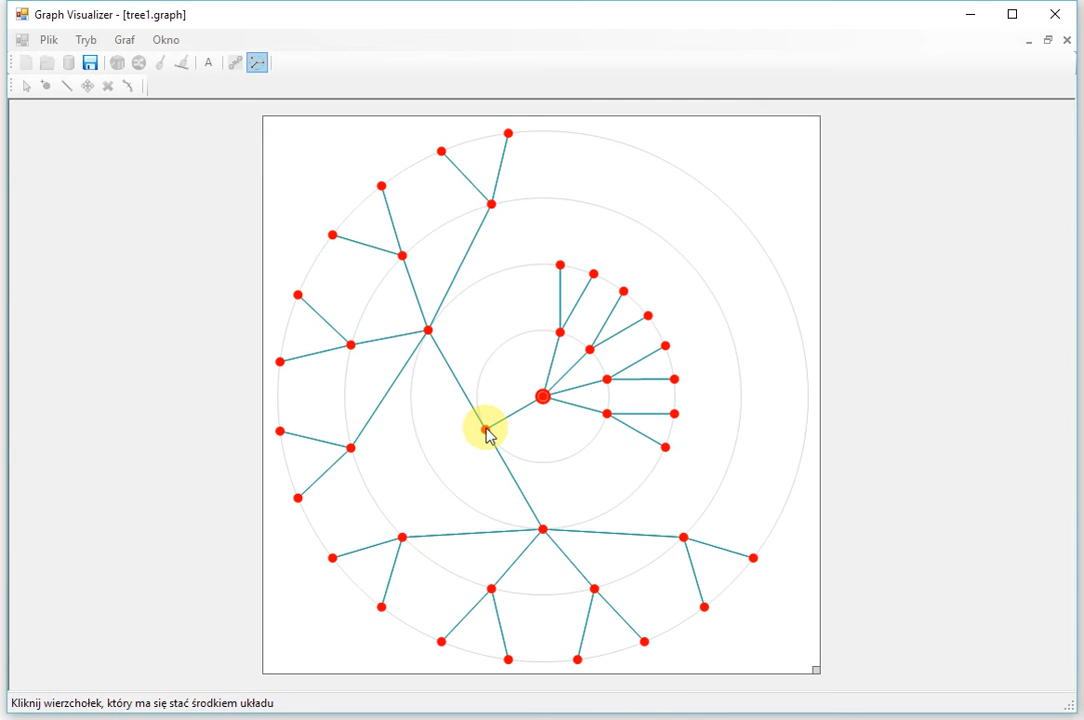 Graph Visualizer - [tree1.graph]
Plik Tryb Graf Okno
A
Kliknij wierzchołek, który ma się stać środkiem układu